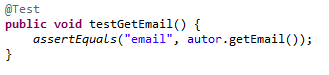 @Test
public void testGetEmail() {
    assertEquals("email", autor.getEmail());
}